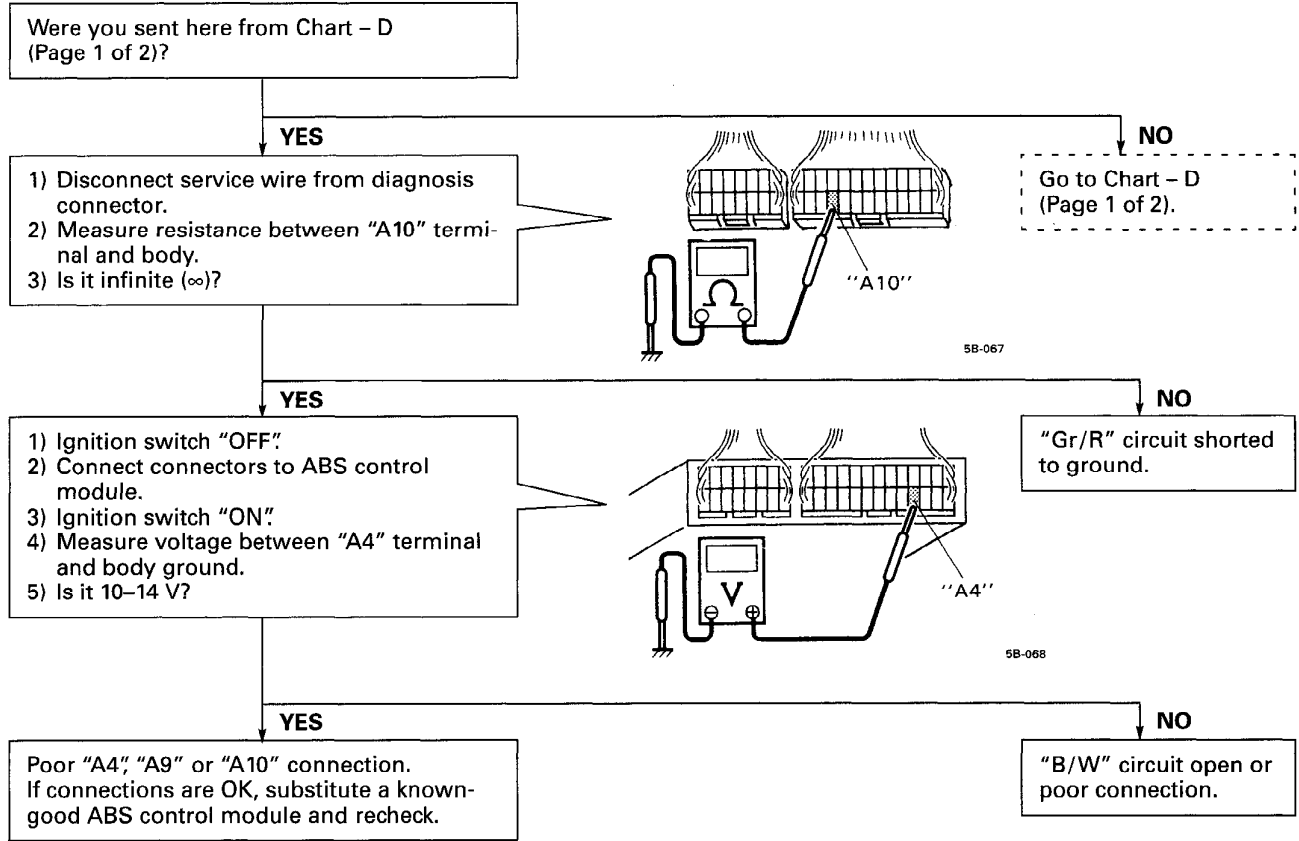 Were you sent here from Chart – D
(Page 1 of 2)?
YES
NO
1) Disconnect service wire from diagnosis
connector.
2) Measure resistance between “A10” termi-
nal and body.
3) Is it infinite (∞)?
Go to Chart – D
(Page 1 of 2).
Ω
“A10”
5B-067
YES
NO
1) Ignition switch “OFF”.
2) Connect connectors to ABS control
module.
3) Ignition switch “ON”.
4) Measure voltage between “A4” terminal
and body ground.
5) Is it 10–14 V?
“Gr/R” circuit shorted
to ground.
V
“A4”
5B-068
YES
NO
Poor “A4”, “A9” or “A10” connection.
If connections are OK, substitute a known-
good ABS control module and recheck.
“B/W” circuit open or
poor connection.